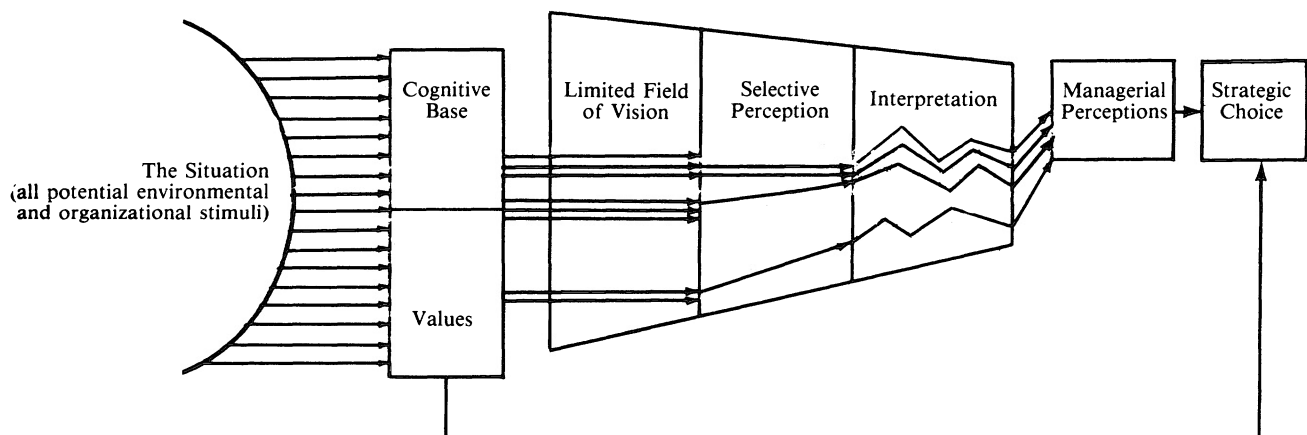 The Situation
(all potential environmental
and organizational stimuli)
Cognitive
Base
Values
Limited Field
of Vision
Selective
Perception
Interpretation
Managerial
Perceptions
Strategic
Choice